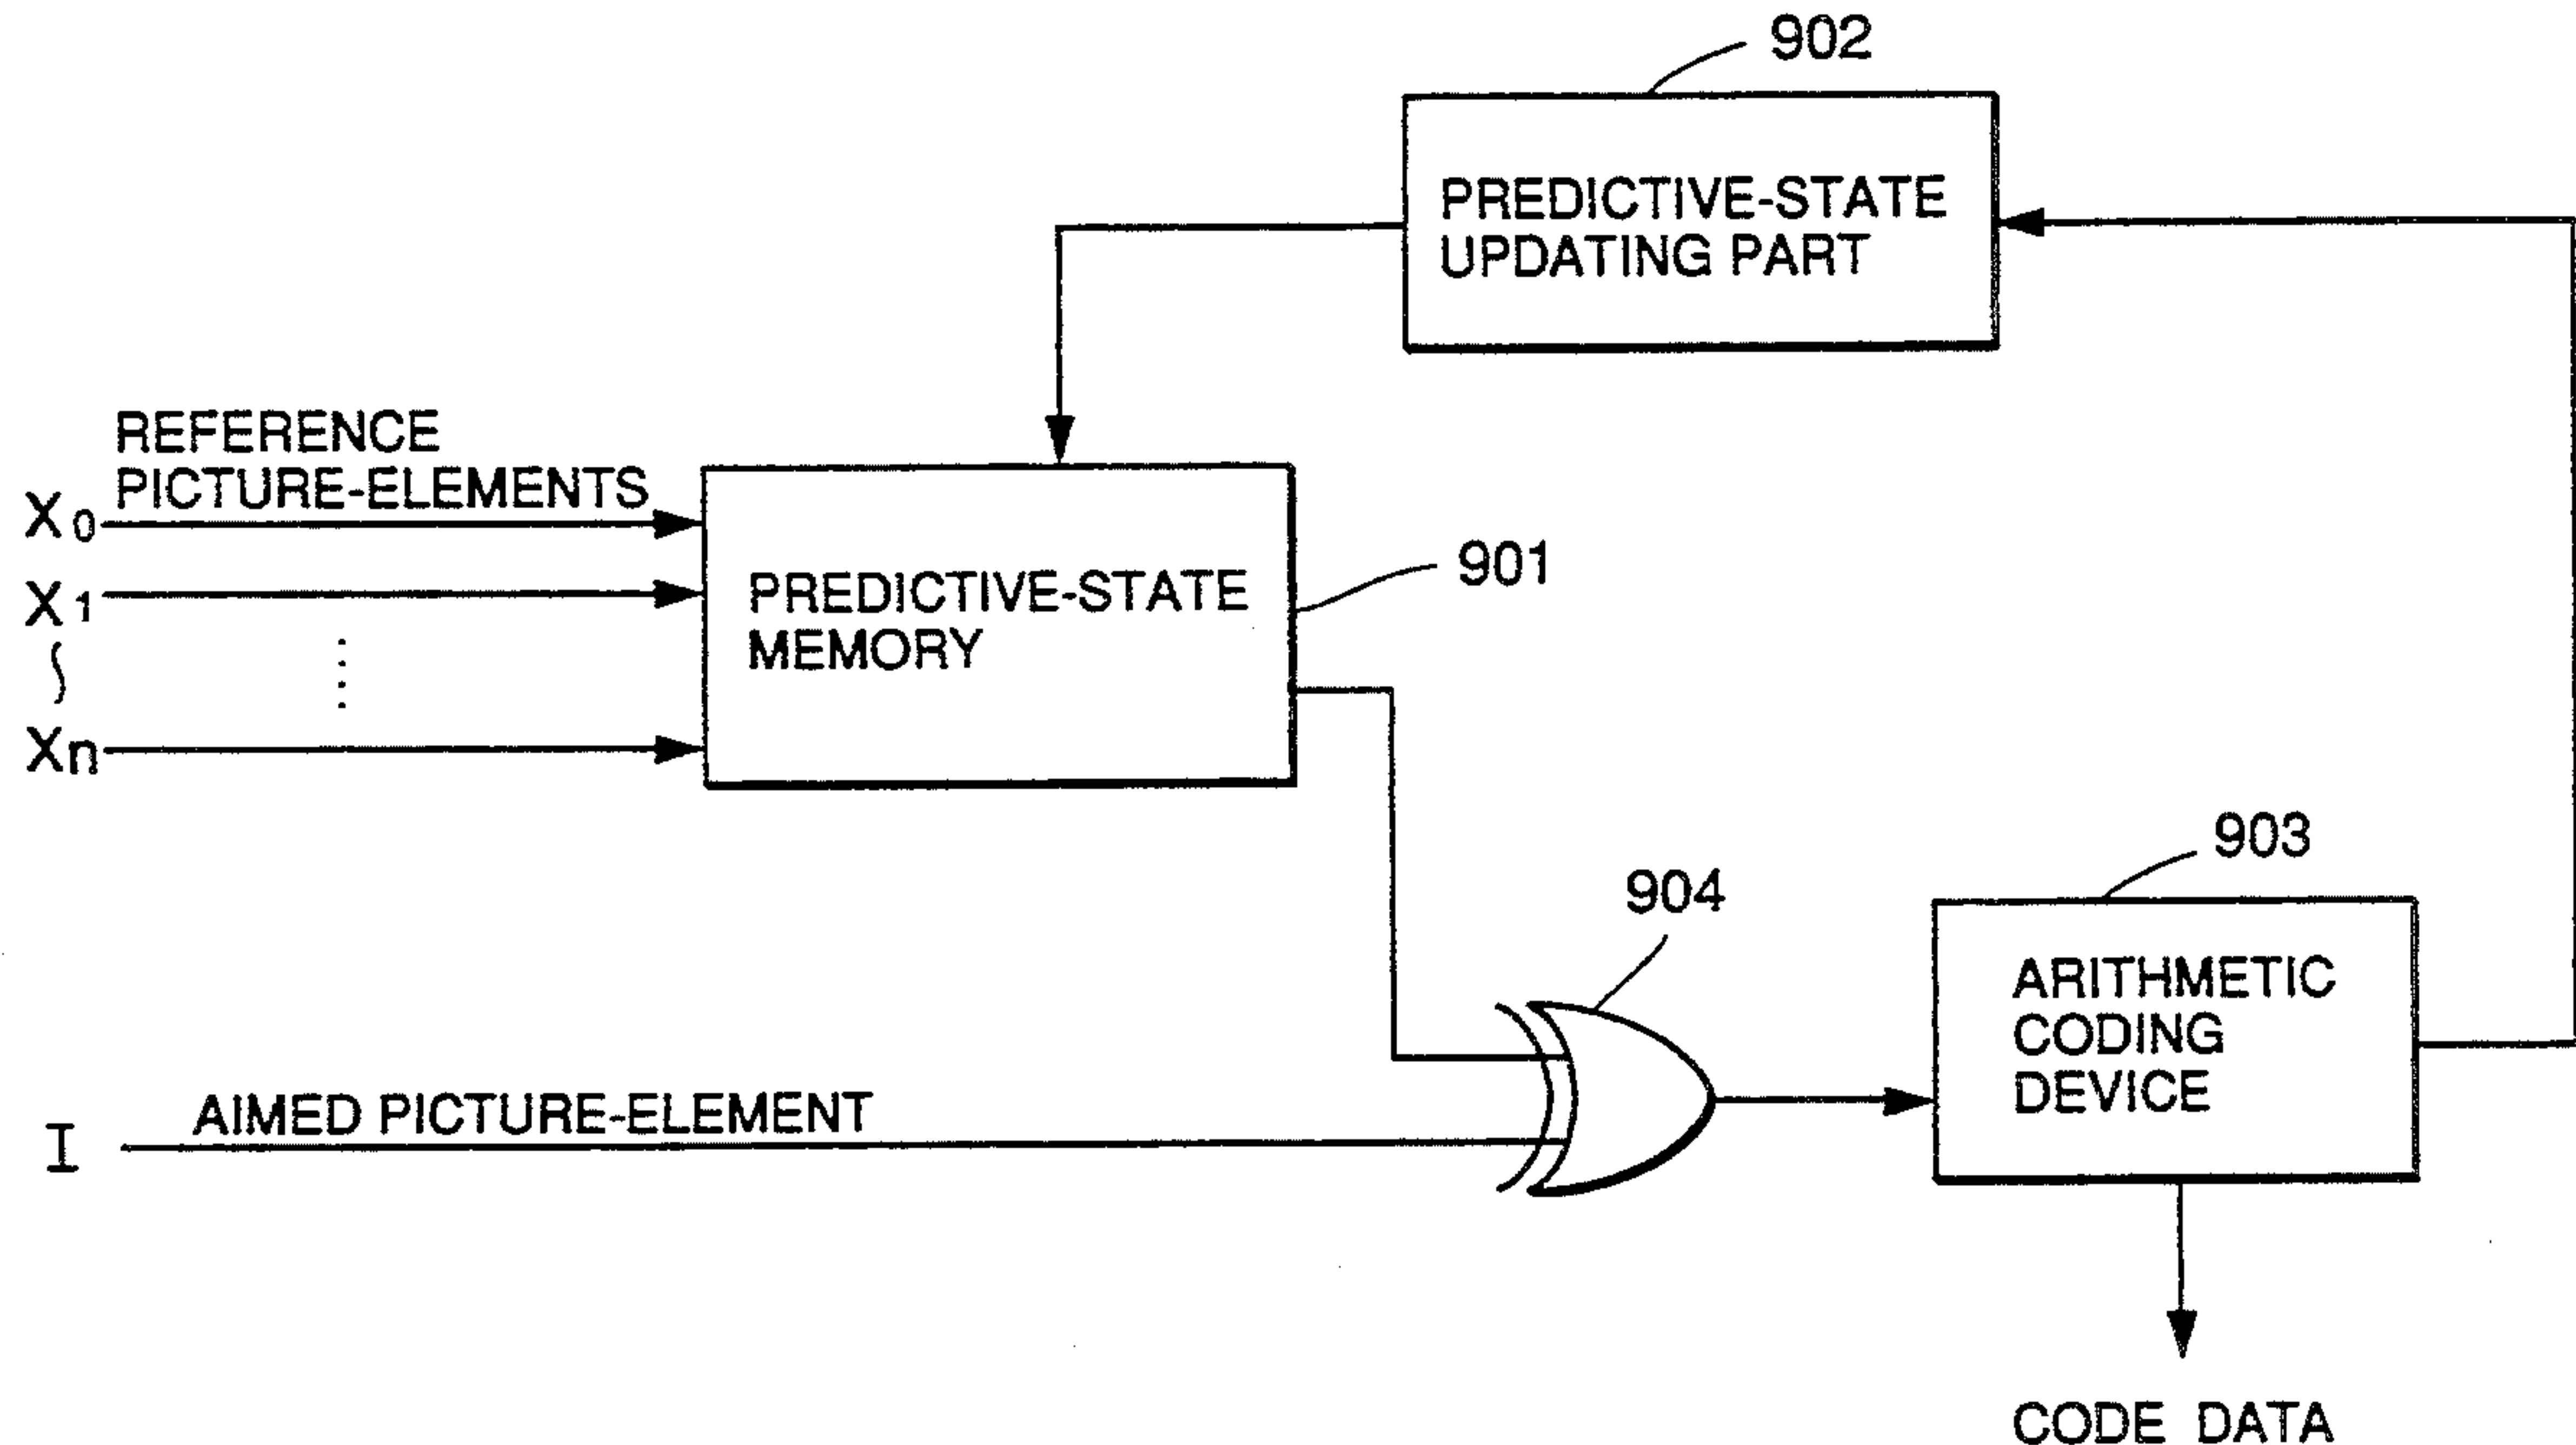 902
PREDICTIVE-STATE
UPDATING PART
REFERENCE
PICTURE-ELEMENTS
X0
X1
Xn
PREDICTIVE-STATE
MEMORY
901
904
903
ARITHMETIC
CODING
DEVICE
I
AIMED PICTURE-ELEMENT
CODE DATA